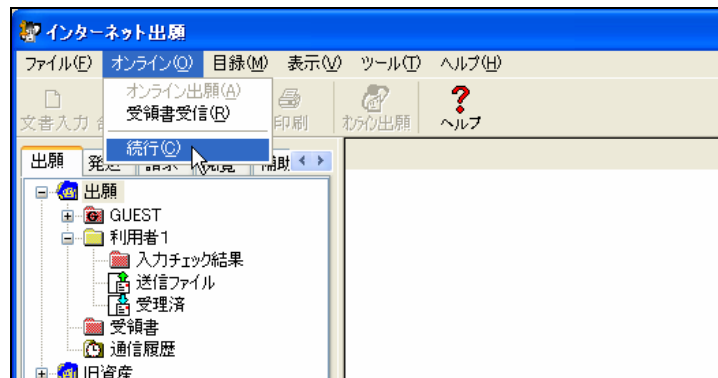 インターネット出願
ファイル(F) オンライン(O) 目録(M) 表示(V) ツール(T) ヘルプ(H)
オンライン出願(A)
受領書受信(R)
続行(C)
文書入力 印刷 オンライン出願 ヘルプ
出願 発送 請求 閲覧 補助
出願
GUEST
利用者1
入力チェック結果
送信ファイル
受理済
受領書
通信履歴
旧資産